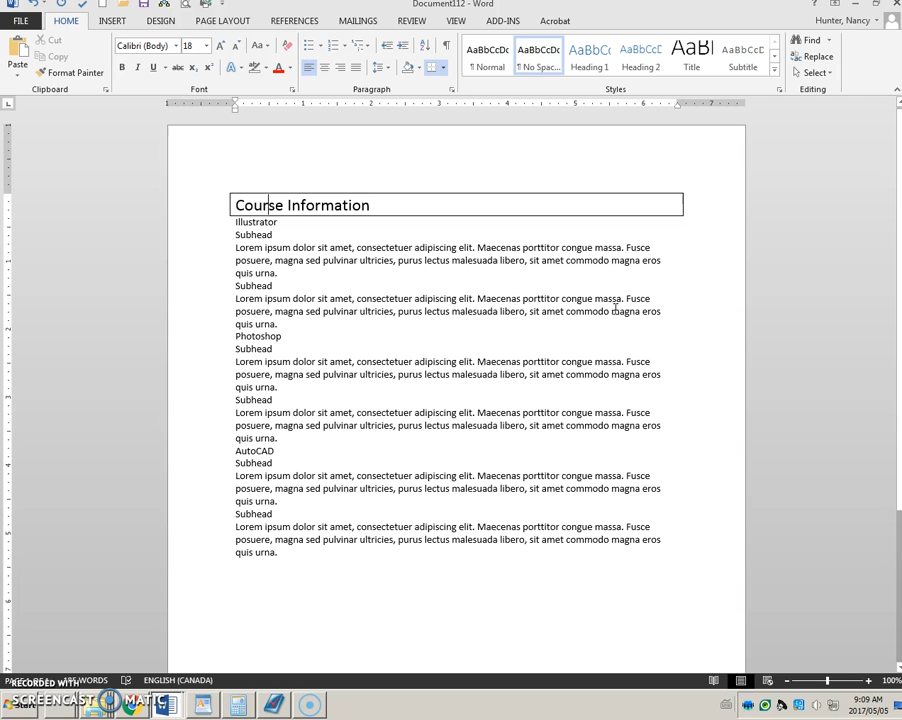 Document112 - Word
FILE HOME INSERT DESIGN PAGE LAYOUT REFERENCES MAILINGS REVIEW VIEW ADD-INS Acrobat Hunter, Nancy
Paste
Cut
Copy
Format Painter
Clipboard
Calibri (Body) 18
Font
Paragraph
AaBbCcDc AaBbCcDc AaBbCc AaBbCcD AaBl AaBbCcD
¶ Normal ¶ No Spac... Heading 1 Heading 2 Title Subtitle
Styles
Find
Replace
Select
Editing
Course Information
Illustrator
Subhead
Lorem ipsum dolor sit amet, consectetuer adipiscing elit. Maecenas porttitor congue massa. Fusce
posuere, magna sed pulvinar ultricies, purus lectus malesuada libero, sit amet commodo magna eros
quis urna.
Subhead
Lorem ipsum dolor sit amet, consectetuer adipiscing elit. Maecenas porttitor congue massa. Fusce
posuere, magna sed pulvinar ultricies, purus lectus malesuada libero, sit amet commodo magna eros
quis urna.
Photoshop
Subhead
Lorem ipsum dolor sit amet, consectetuer adipiscing elit. Maecenas porttitor congue massa. Fusce
posuere, magna sed pulvinar ultricies, purus lectus malesuada libero, sit amet commodo magna eros
quis urna.
Subhead
Lorem ipsum dolor sit amet, consectetuer adipiscing elit. Maecenas porttitor congue massa. Fusce
posuere, magna sed pulvinar ultricies, purus lectus malesuada libero, sit amet commodo magna eros
quis urna.
AutoCAD
Subhead
Lorem ipsum dolor sit amet, consectetuer adipiscing elit. Maecenas porttitor congue massa. Fusce
posuere, magna sed pulvinar ultricies, purus lectus malesuada libero, sit amet commodo magna eros
quis urna.
Subhead
Lorem ipsum dolor sit amet, consectetuer adipiscing elit. Maecenas porttitor congue massa. Fusce
posuere, magna sed pulvinar ultricies, purus lectus malesuada libero, sit amet commodo magna eros
quis urna.
WORDS ENGLISH (CANADA) 100%
RECORDED WITH
SCREENCAST MATIC
Start
9:09 AM
2017/05/05